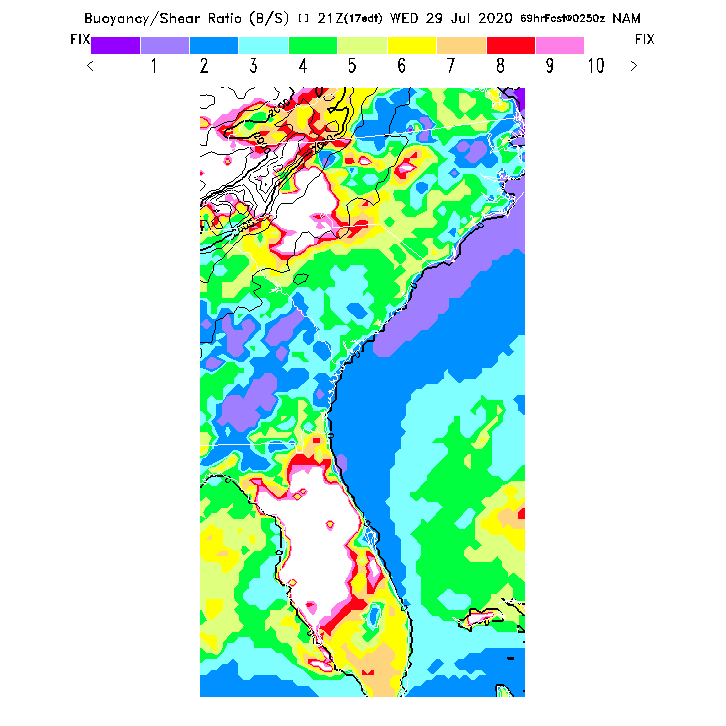 Buoyancy/Shear Ratio (B/S) [] 21Z(17edt) WED 29 Jul 2020 69hrFcst@0250z NAM
FIX FIX
< 1 2 3 4 5 6 7 8 9 10 >